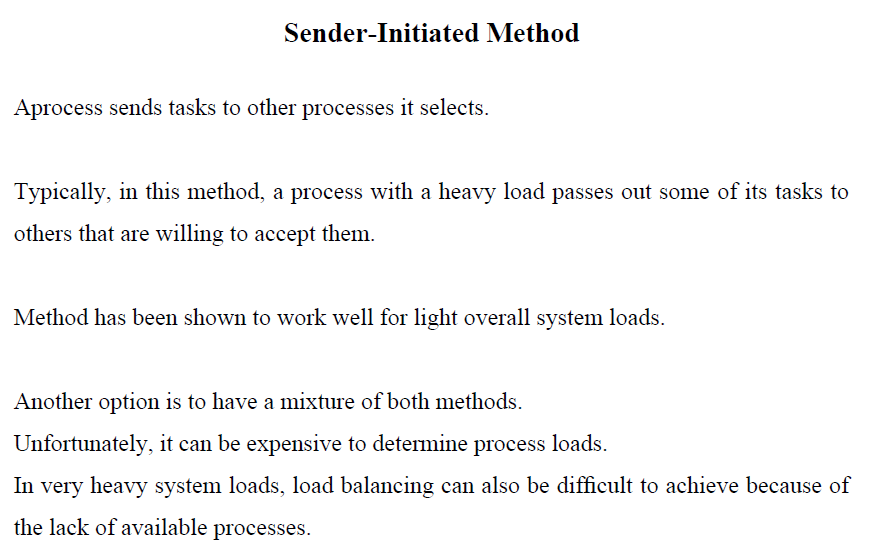 Sender-Initiated Method
Aprocess sends tasks to other processes it selects.
Typically, in this method, a process with a heavy load passes out some of its tasks to
others that are willing to accept them.
Method has been shown to work well for light overall system loads.
Another option is to have a mixture of both methods.
Unfortunately, it can be expensive to determine process loads.
In very heavy system loads, load balancing can also be difficult to achieve because of
the lack of available processes.